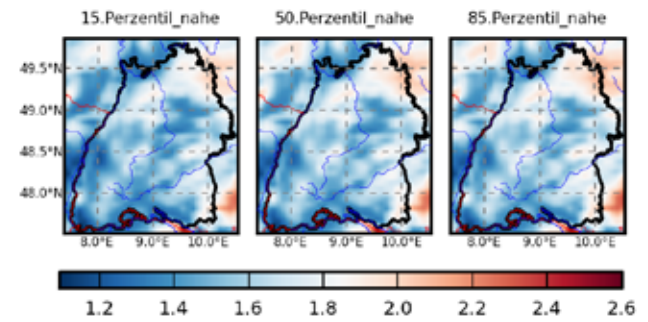 15.Perzentil_nahe 50.Perzentil_nahe 85.Perzentil_nahe
49.5°N
49.0°N
48.5°N
48.0°N
8.0°E 9.0°E 10.0°E 8.0°E 9.0°E 10.0°E 8.0°E 9.0°E 10.0°E
1.2 1.4 1.6 1.8 2.0 2.2 2.4 2.6